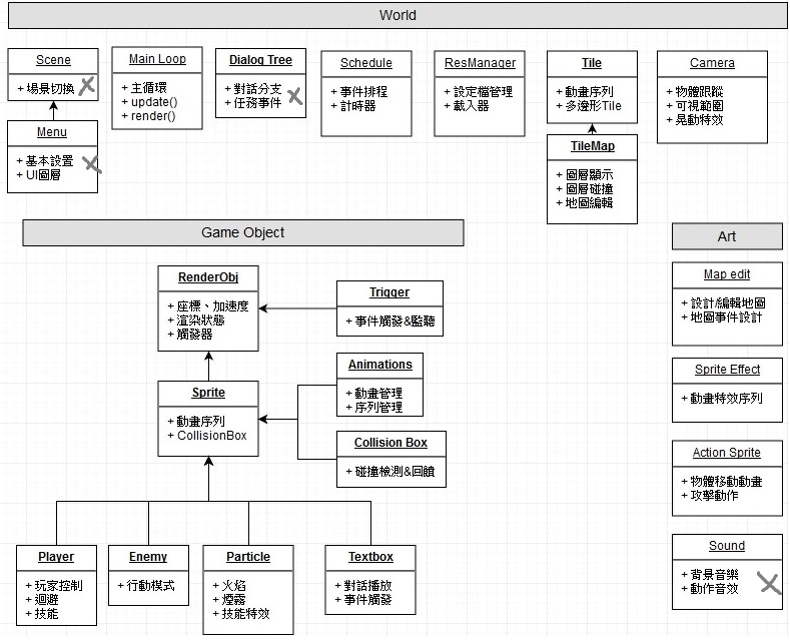 World
Scene
+ 場景切換
Main Loop
+ 主循環
+ update()
+ render()
Dialog Tree
+ 對話分支
+ 任務事件
Schedule
+ 事件排程
+ 計時器
ResManager
+ 設定檔管理
+ 載入器
Tile
+ 動畫序列
+ 多邊形Tile
Camera
+ 物體跟蹤
+ 可視範圍
+ 晃動特效
Menu
+ 基本設置
+ UI圖層
TileMap
+ 圖層顯示
+ 圖層碰撞
+ 地圖編輯
Game Object
RenderObj
+ 座標、加速度
+ 渲染狀態
+ 觸發器
Trigger
+ 事件觸發&監聽
Sprite
+ 動畫序列
+ CollisionBox
Animations
+ 動畫管理
+ 序列管理
Collision Box
+ 碰撞檢測&回饋
Player
+ 玩家控制
+ 迴避
+ 技能
Enemy
+ 行動模式
Particle
+ 火焰
+ 煙霧
+ 技能特效
Textbox
+ 對話播放
+ 事件觸發
Art
Map edit
+ 設計/編輯地圖
+ 地圖事件設計
Sprite Effect
+ 動畫特效序列
Action Sprite
+ 物體移動動畫
+ 攻擊動作
Sound
+ 背景音樂
+ 動作音效